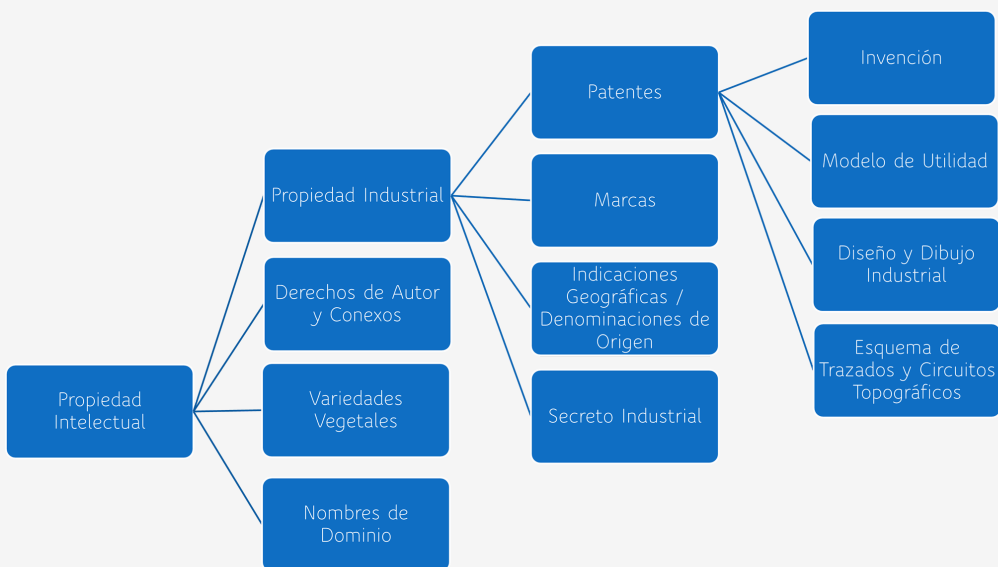 Propiedad
Intelectual
Propiedad Industrial
Derechos de Autor
y Conexos
Variedades
Vegetales
Nombres de
Dominio
Patentes
Marcas
Indicaciones
Geográficas /
Denominaciones de
Origen
Secreto Industrial
Invención
Modelo de Utilidad
Diseño y Dibujo
Industrial
Esquema de
Trazados y Circuitos
Topográficos